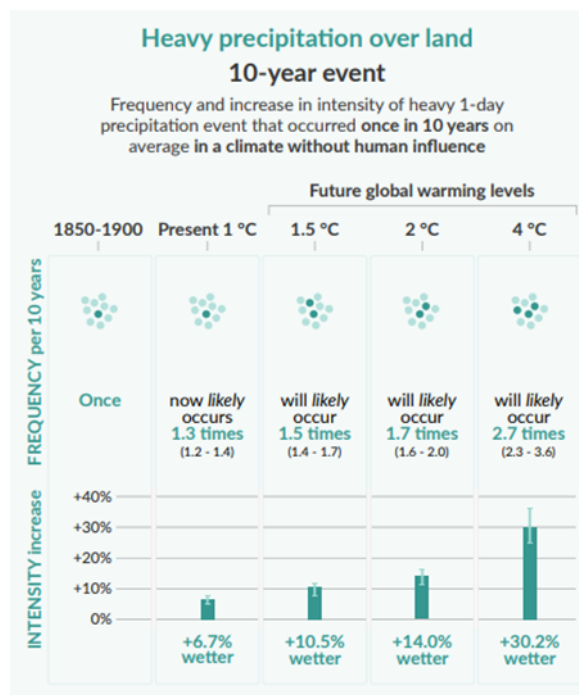 Heavy precipitation over land
10-year event
Frequency and increase in intensity of heavy 1-day
precipitation event that occurred once in 10 years on
average in a climate without human influence
Future global warming levels
1850-1900 Present 1 °C 1.5 °C 2 °C 4 °C
FREQUENCY per 10 years
Once
now likely
occurs
1.3 times
(1.2 - 1.4)
will likely
occur
1.5 times
(1.4 - 1.7)
will likely
occur
1.7 times
(1.6 - 2.0)
will likely
occur
2.7 times
(2.3 - 3.6)
INTENSITY increase
+40%
+30%
+20%
+10%
0%
+6.7%
wetter
+10.5%
wetter
+14.0%
wetter
+30.2%
wetter